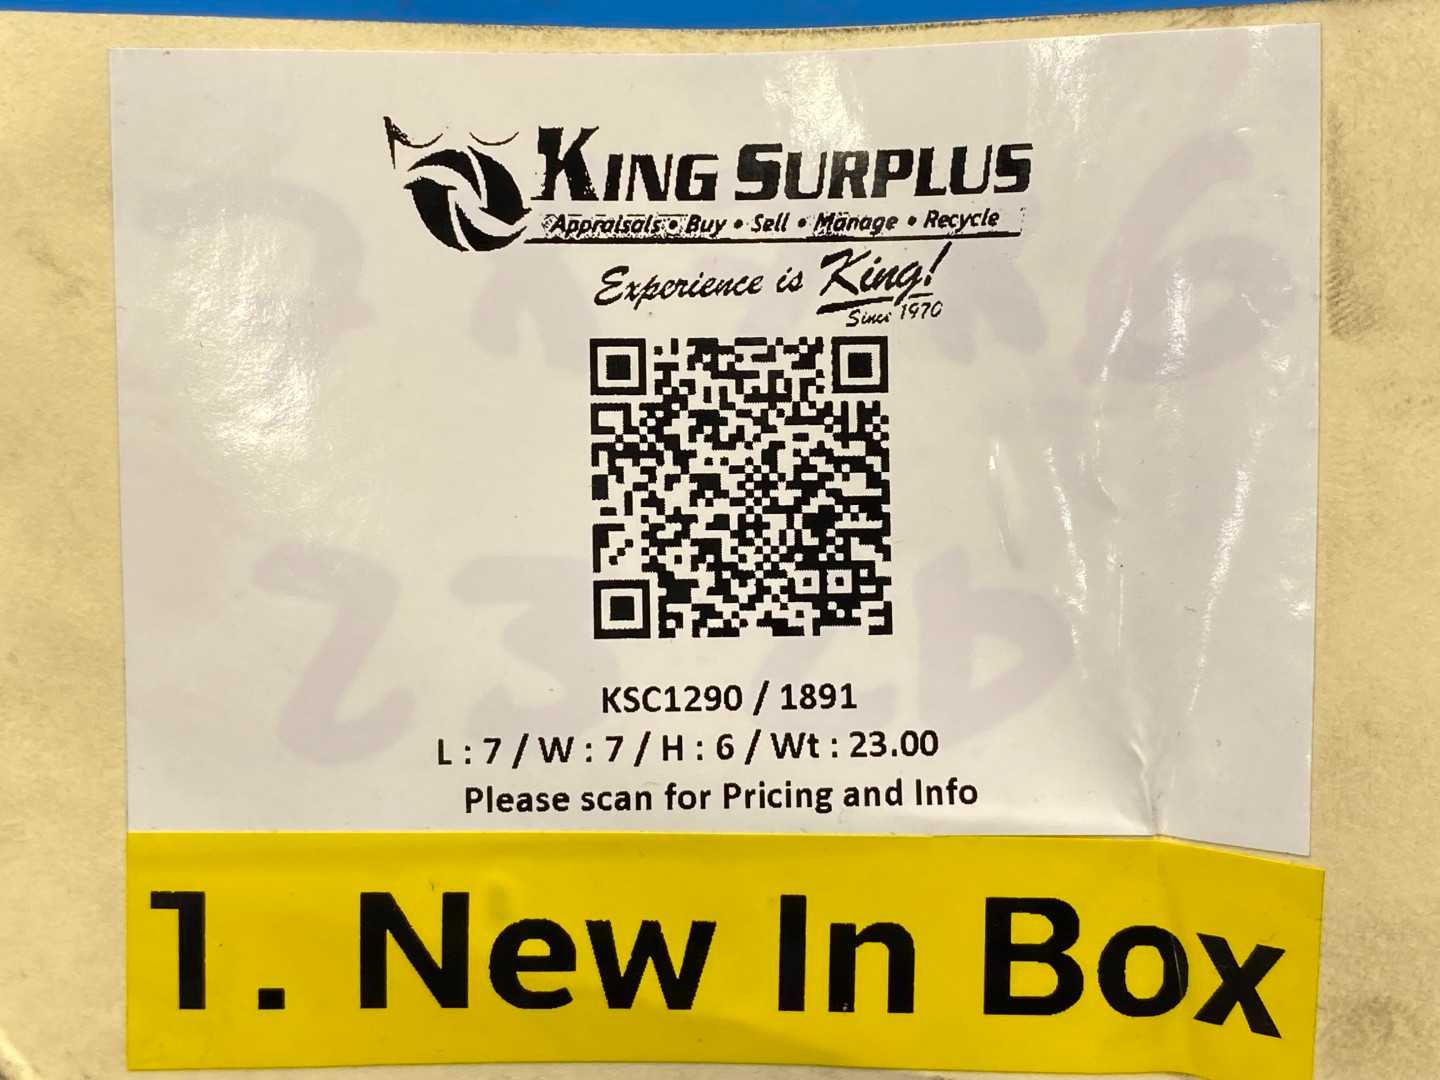 KING SURPLUS
Appraisals • Buy • Sell • Manage • Recycle
Experience is King!
Since 1970
KSC1290 / 1891
L : 7 / W : 7 / H : 6 / Wt : 23.00
Please scan for Pricing and Info
1. New In Box